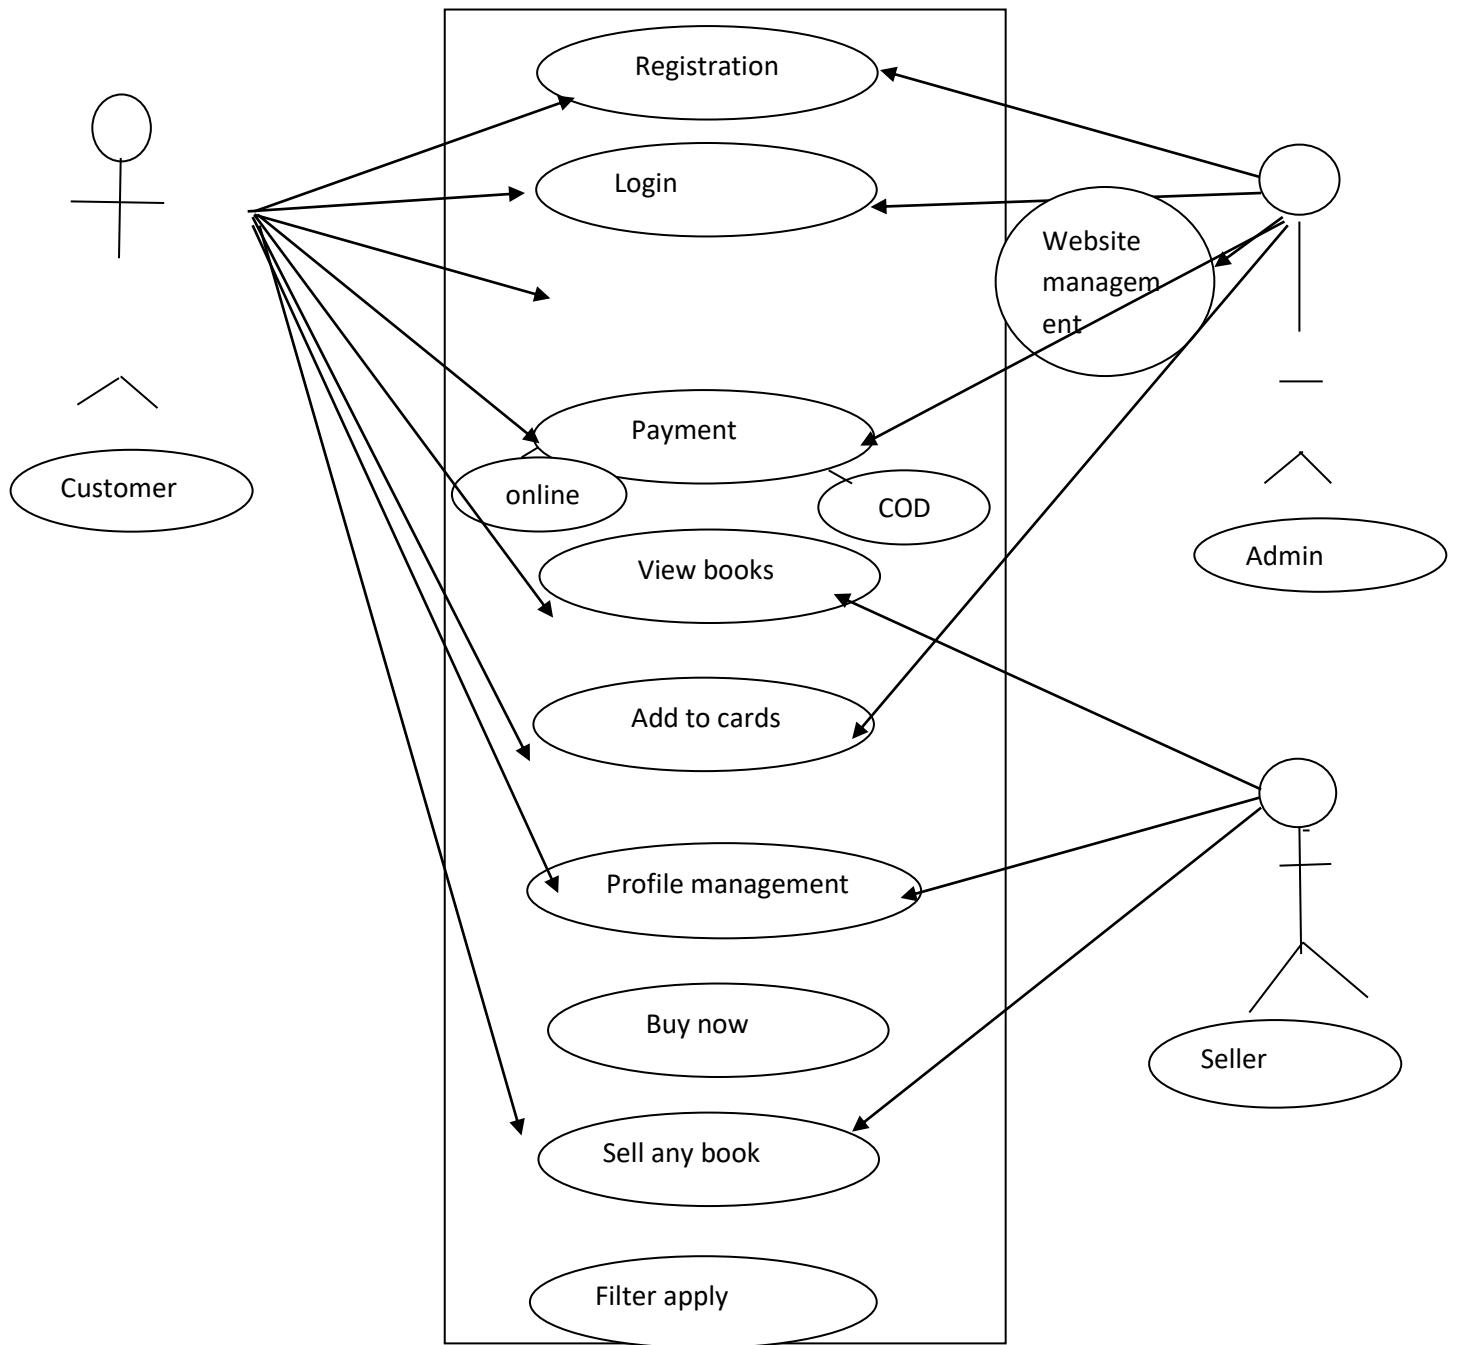 Registration
Login
Website
managem
ent
Payment
Customer
online
COD
View books
Admin
Add to cards
Profile management
Buy now
Seller
Sell any book
Filter apply